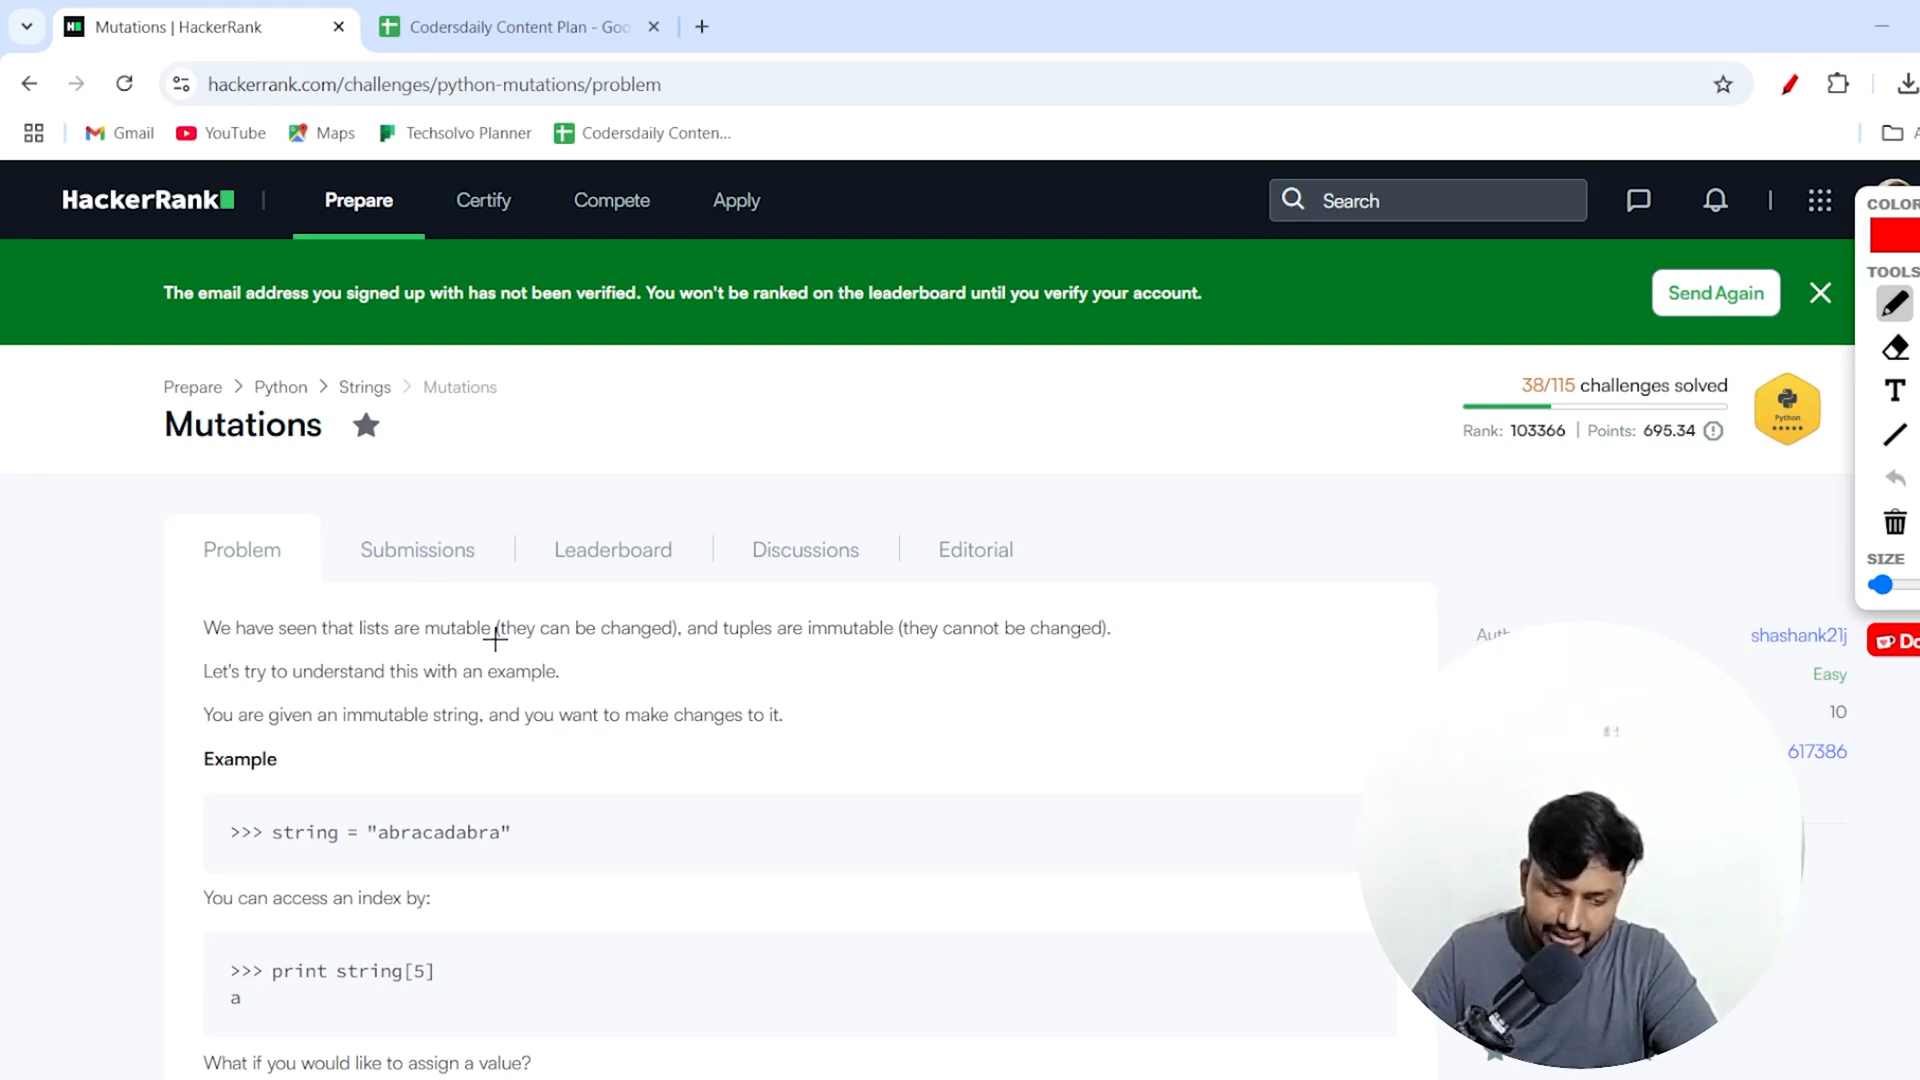 Mutations | HackerRank
Codersdaily Content Plan - Goo
hackerrank.com/challenges/python-mutations/problem
Gmail
YouTube
Maps
Techsolvo Planner
Codersdaily Conten...
HackerRank
Prepare
Certify
Compete
Apply
Search
COLOR
TOOLS
T
SIZE
The email address you signed up with has not been verified. You won't be ranked on the leaderboard until you verify your account.
Send Again
Prepare > Python > Strings > Mutations
Mutations
38/115 challenges solved
Rank: 103366 | Points: 695.34
Python
Problem
Submissions
Leaderboard
Discussions
Editorial
We have seen that lists are mutable (they can be changed), and tuples are immutable (they cannot be changed).
Let's try to understand this with an example.
You are given an immutable string, and you want to make changes to it.
Example
>>> string = "abracadabra"
You can access an index by:
>>> print string[5]
a
What if you would like to assign a value?
shashank21j
Easy
10
617386